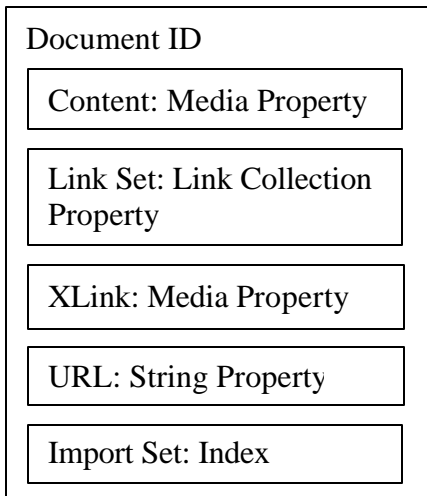 Document ID
Content: Media Property
Link Set: Link Collection
Property
XLink: Media Property
URL: String Property
Import Set: Index